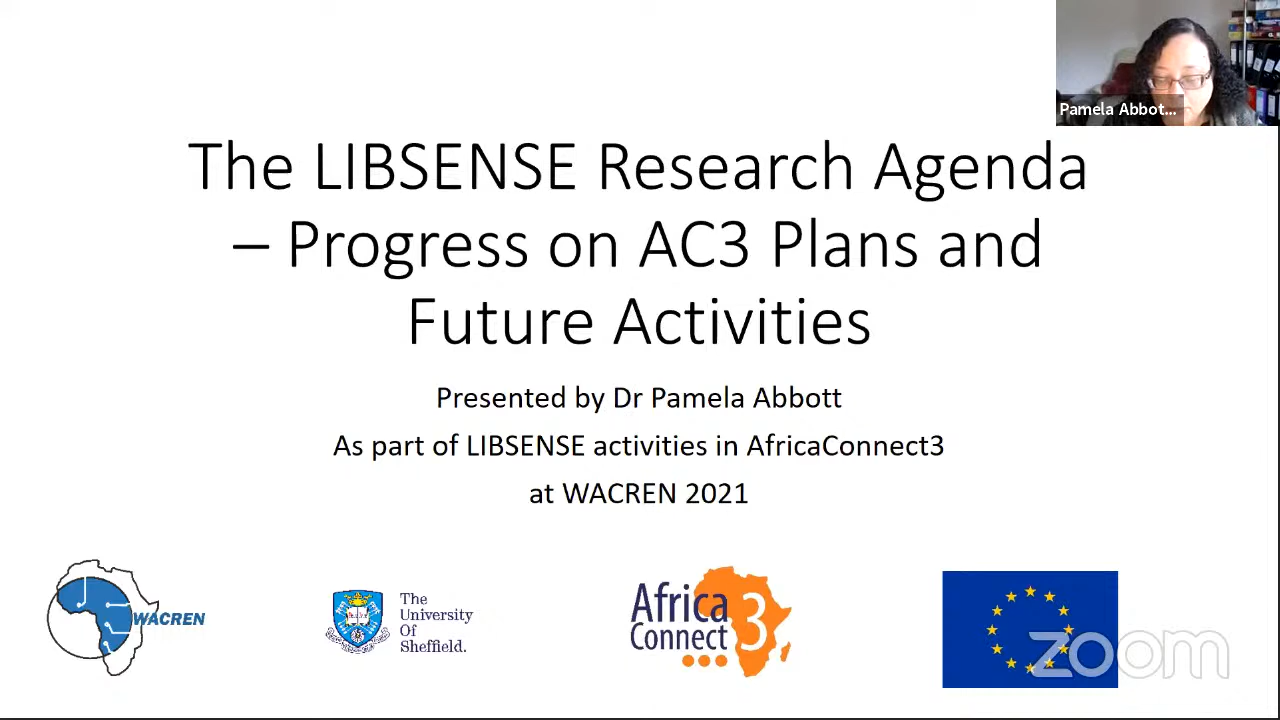 Pamela Abbot...
The LIBSENSE Research Agenda
– Progress on AC3 Plans and
Future Activities
Presented by Dr Pamela Abbott
As part of LIBSENSE activities in AfricaConnect3
at WACREN 2021
WACREN
The
University
Of
Sheffield.
Africa
Connect
3
zoom